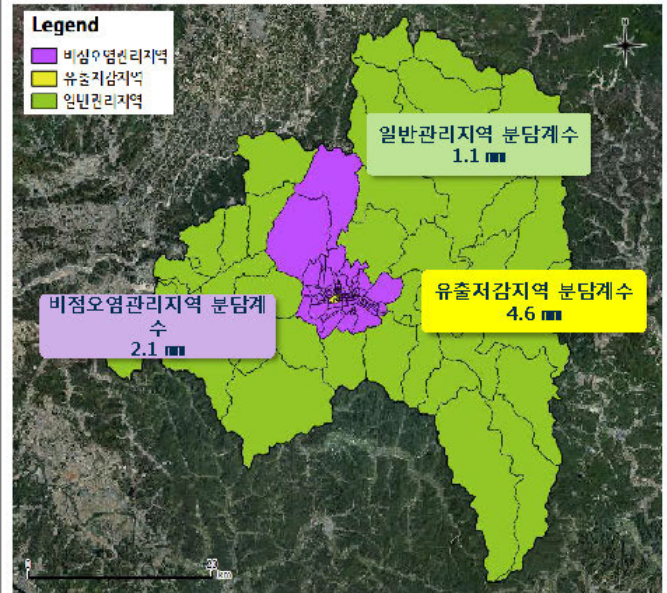 Legend
비점오염관리지역
유출저감지역
일반관리지역
N
일반관리지역 분담계수
1.1 ㎜
유출저감지역 분담계수
4.6 ㎜
비점오염관리지역 분담계
수
2.1 ㎜
0
km